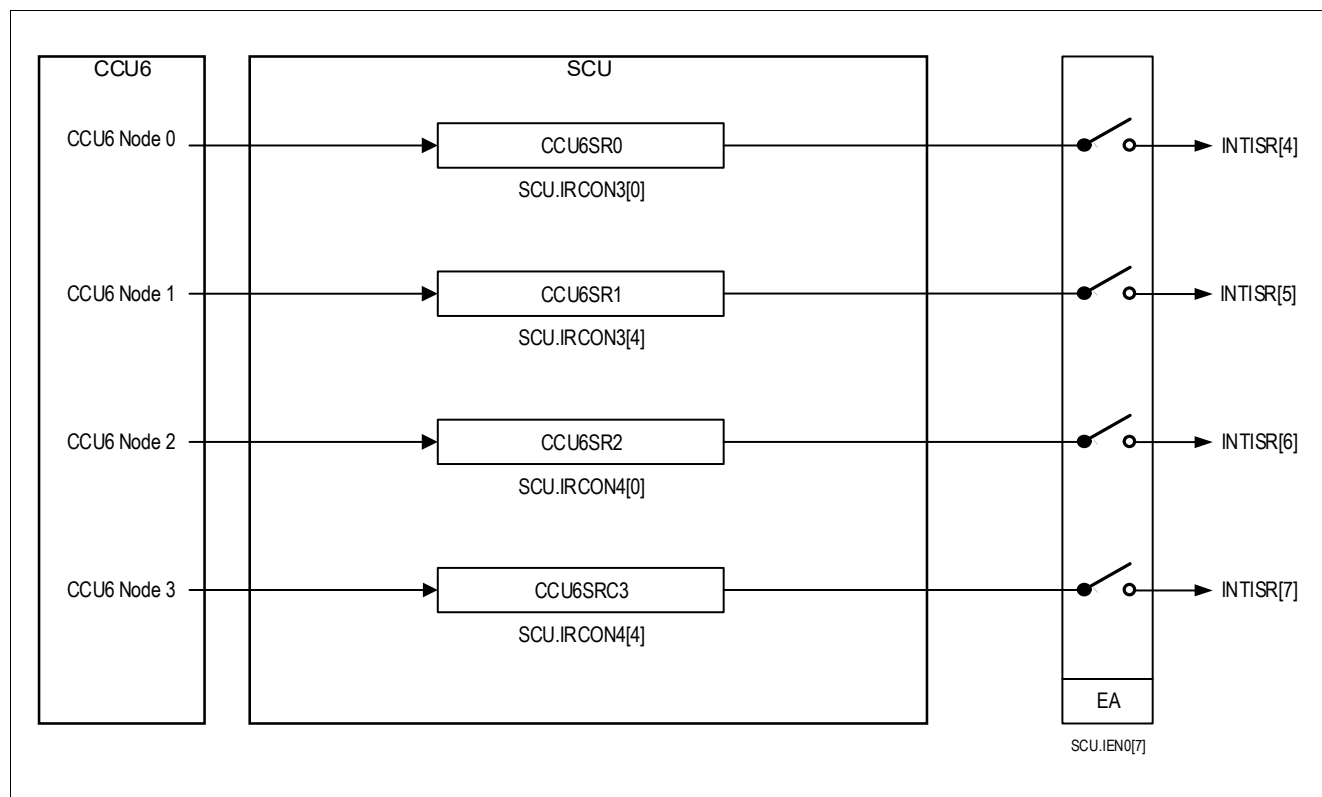 CCU6
SCU
CCU6 Node 0
CCU6SR0
INTISR[4]
SCU.IRCON3[0]
CCU6 Node 1
CCU6SR1
INTISR[5]
SCU.IRCON3[4]
CCU6 Node 2
CCU6SR2
INTISR[6]
SCU.IRCON4[0]
CCU6 Node 3
CCU6SRC3
INTISR[7]
SCU.IRCON4[4]
EA
SCU.IEN0[7]